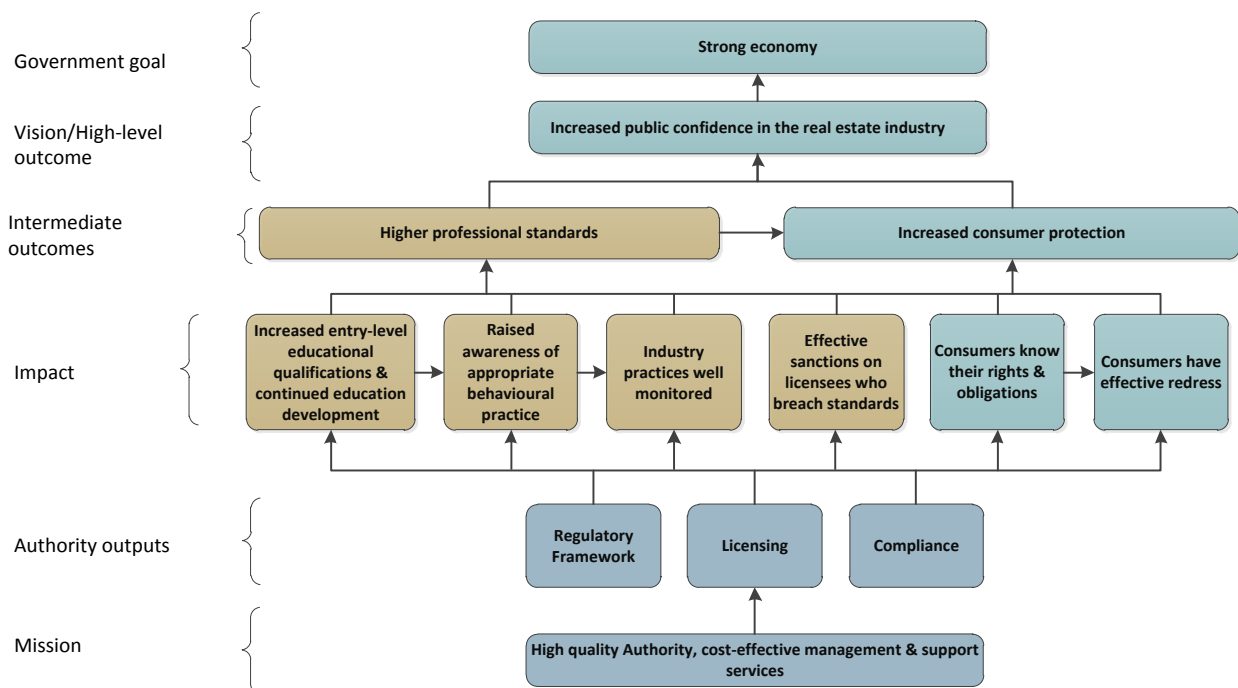 Government goal
Strong economy
Vision/High-level
outcome
Increased public confidence in the real estate industry
Intermediate
outcomes
Higher professional standards
Increased consumer protection
Impact
Increased entry-level
educational
qualifications &
continued education
development
Raised
awareness of
appropriate
behavioural
practice
Industry
practices well
monitored
Effective
sanctions on
licensees who
breach standards
Consumers know
their rights &
obligations
Consumers have
effective redress
Authority outputs
Regulatory
Framework
Licensing
Compliance
Mission
High quality Authority, cost-effective management & support
services